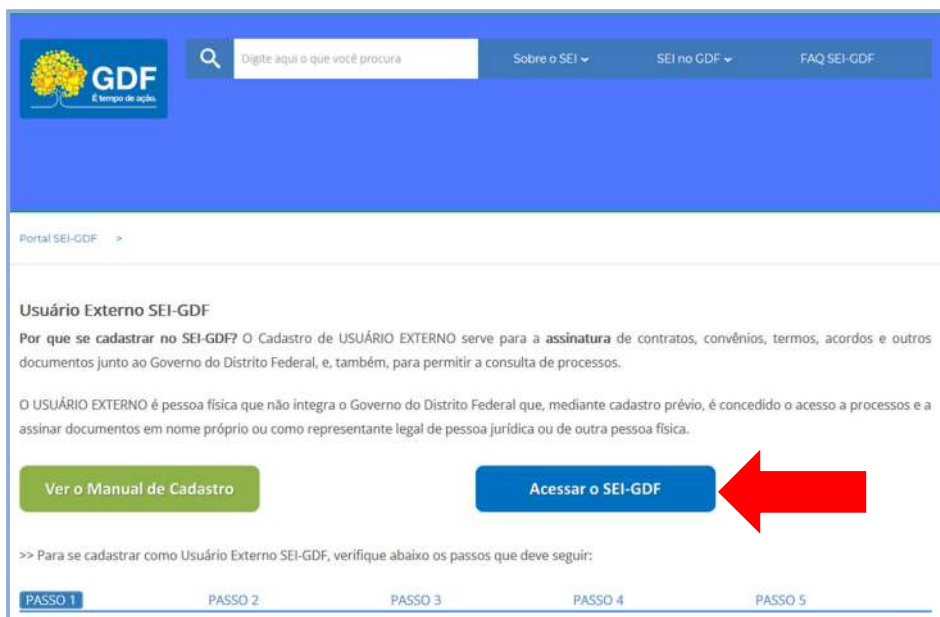 GDF
É tempo de ação.
Digite aqui o que você procura
Sobre o SEI
SEI no GDF
FAQ SEI-GDF
Portal SEI-GDF >
Usuário Externo SEI-GDF
Por que se cadastrar no SEI-GDF? O Cadastro de USUÁRIO EXTERNO serve para a assinatura de contratos, convênios, termos, acordos e outros
documentos junto ao Governo do Distrito Federal, e, também, para permitir a consulta de processos.
O USUÁRIO EXTERNO é pessoa física que não integra o Governo do Distrito Federal que, mediante cadastro prévio, é concedido o acesso a processos e a
assinar documentos em nome próprio ou como representante legal de pessoa jurídica ou de outra pessoa física.
Ver o Manual de Cadastro
Acessar o SEI-GDF
>> Para se cadastrar como Usuário Externo SEI-GDF, verifique abaixo os passos que deve seguir:
PASSO 1
PASSO 2
PASSO 3
PASSO 4
PASSO 5